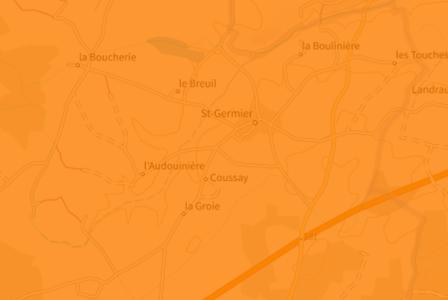 la Boulinière
la Boucherie
les Touches
le Breuil
Landrau
St-Germier
l'Audouinière
Coussay
la Groie